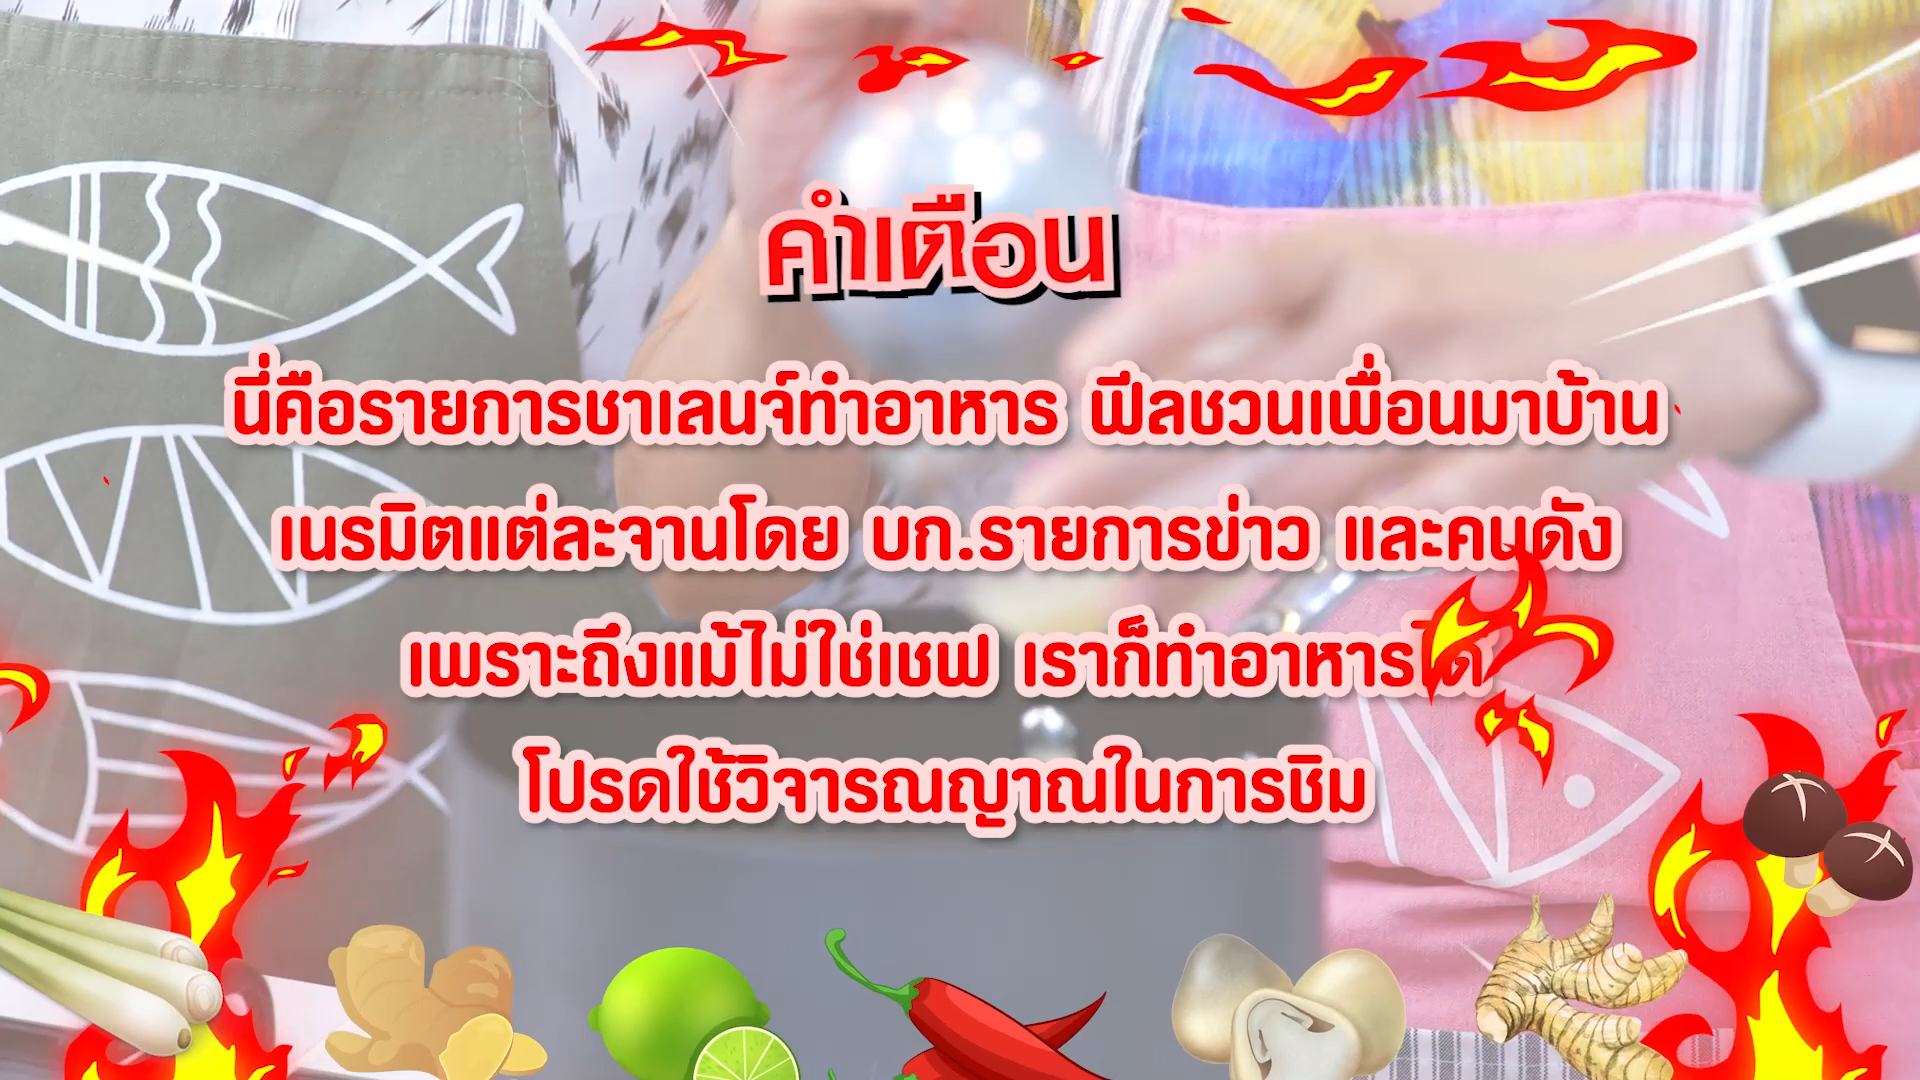 คำเตือน
นี่คือรายการชาเลนจ์ทำอาหาร ฟีลชวนเพื่อนมาบ้าน
เนรมิตแต่ละจานโดย บก.รายการข่าว และคนดัง
เพราะถึงแม้ไม่ใช่เชฟ เราก็ทำอาหารได้
โปรดใช้วิจารณญาณในการชิม